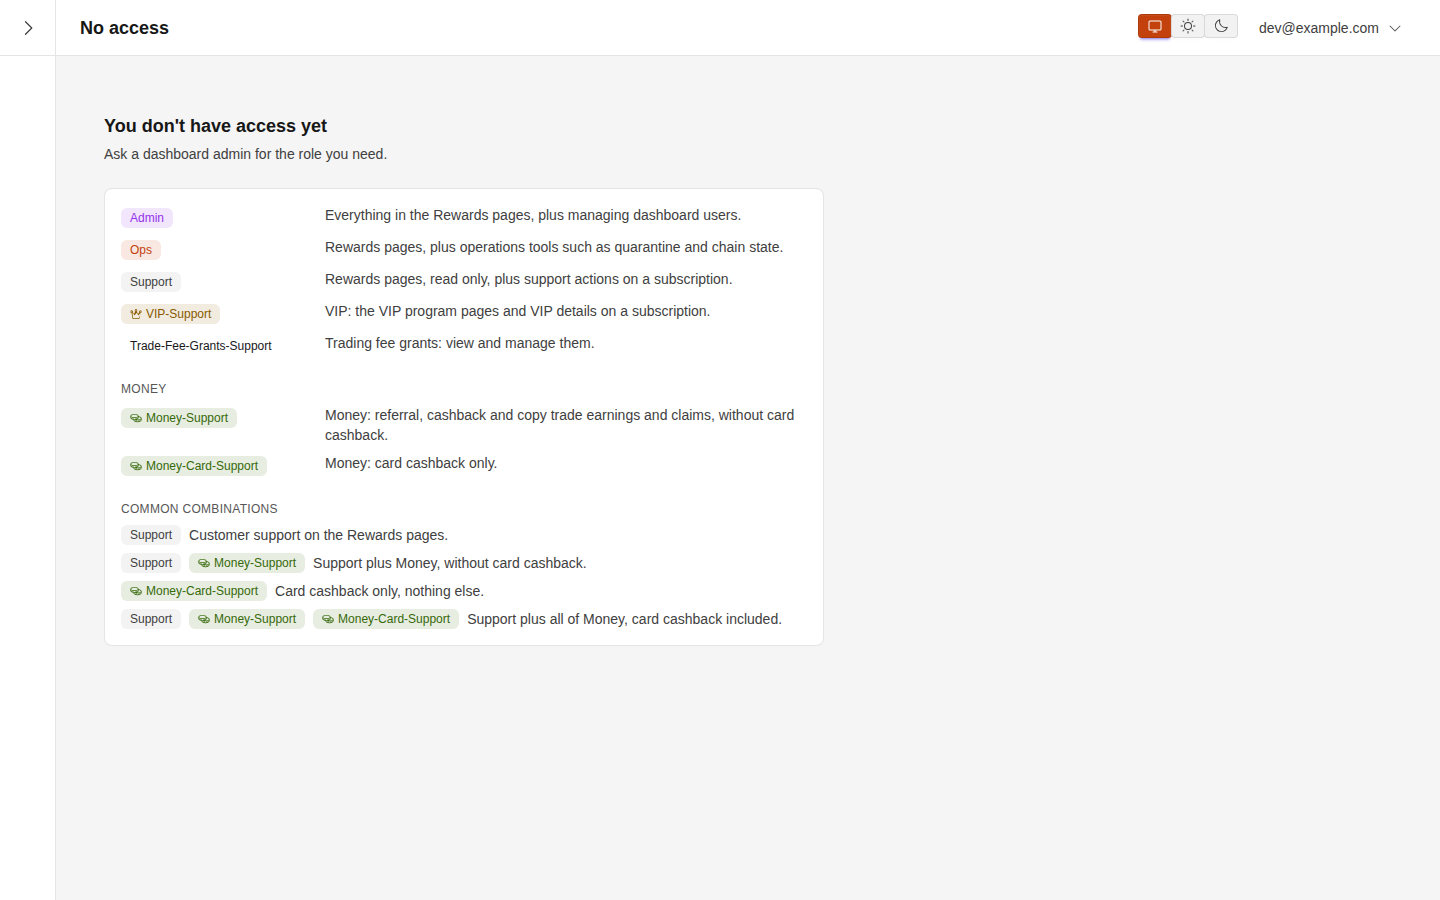 No access
dev@example.com
You don't have access yet
Ask a dashboard admin for the role you need.
Admin Everything in the Rewards pages, plus managing dashboard users.
Ops Rewards pages, plus operations tools such as quarantine and chain state.
Support Rewards pages, read only, plus support actions on a subscription.
VIP-Support VIP: the VIP program pages and VIP details on a subscription.
Trade-Fee-Grants-Support Trading fee grants: view and manage them.
MONEY
Money-Support Money: referral, cashback and copy trade earnings and claims, without card
cashback.
Money-Card-Support Money: card cashback only.
COMMON COMBINATIONS
Support Customer support on the Rewards pages.
Support Money-Support Support plus Money, without card cashback.
Money-Card-Support Card cashback only, nothing else.
Support Money-Support Money-Card-Support Support plus all of Money, card cashback included.